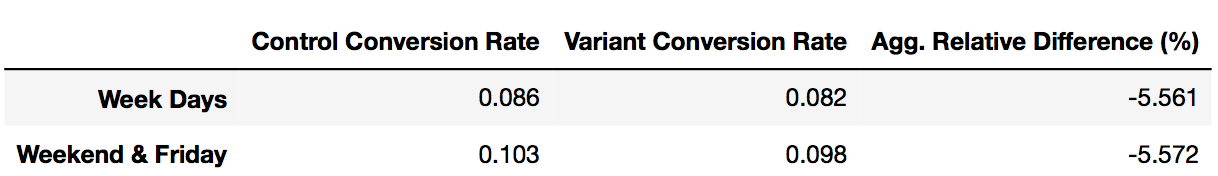 Control Conversion Rate Variant Conversion Rate Agg. Relative Difference (%)
Week Days 0.086 0.082 -5.561
Weekend & Friday 0.103 0.098 -5.572